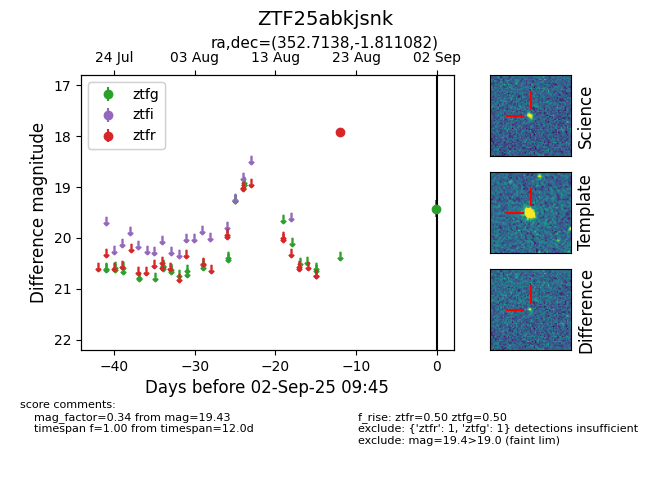 ZTF25abkjsnk
ra,dec=(352.7138,-1.811082)
24 Jul 03 Aug 13 Aug 23 Aug 02 Sep
17
18
19
20
21
22
Difference magnitude
ztfg
ztfi
ztfr
−40 −30 −20 −10 0
Days before 02-Sep-25 09:45
Science
Template
Difference
score comments:
mag_factor=0.34 from mag=19.43
timespan f=1.00 from timespan=12.0d
f_rise: ztfr=0.50 ztfg=0.50
exclude: {'ztfr': 1, 'ztfg': 1} detections insufficient
exclude: mag=19.4>19.0 (faint lim)